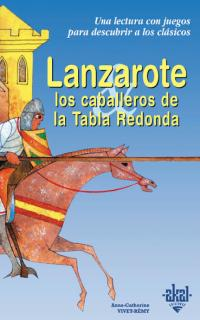 Una lectura con juegos
para descubrir a los clásicos
Lanzarote
los caballeros de
la Tabla Redonda
akal
Anne-Catherine
VIVET-RÉMY